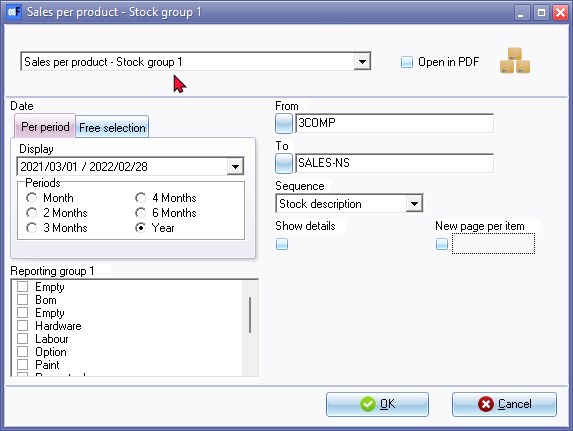 Sales per product - Stock group 1
Sales per product - Stock group 1
Open in PDF
Date
Per period
Free selection
Display
2021/03/01 / 2022/02/28
Periods
Month
4 Months
2 Months
6 Months
3 Months
Year
From
3COMP
To
SALES-NS
Sequence
Stock description
Show details
New page per item
Reporting group 1
Empty
Bom
Empty
Hardware
Labour
Option
Paint
OK
Cancel